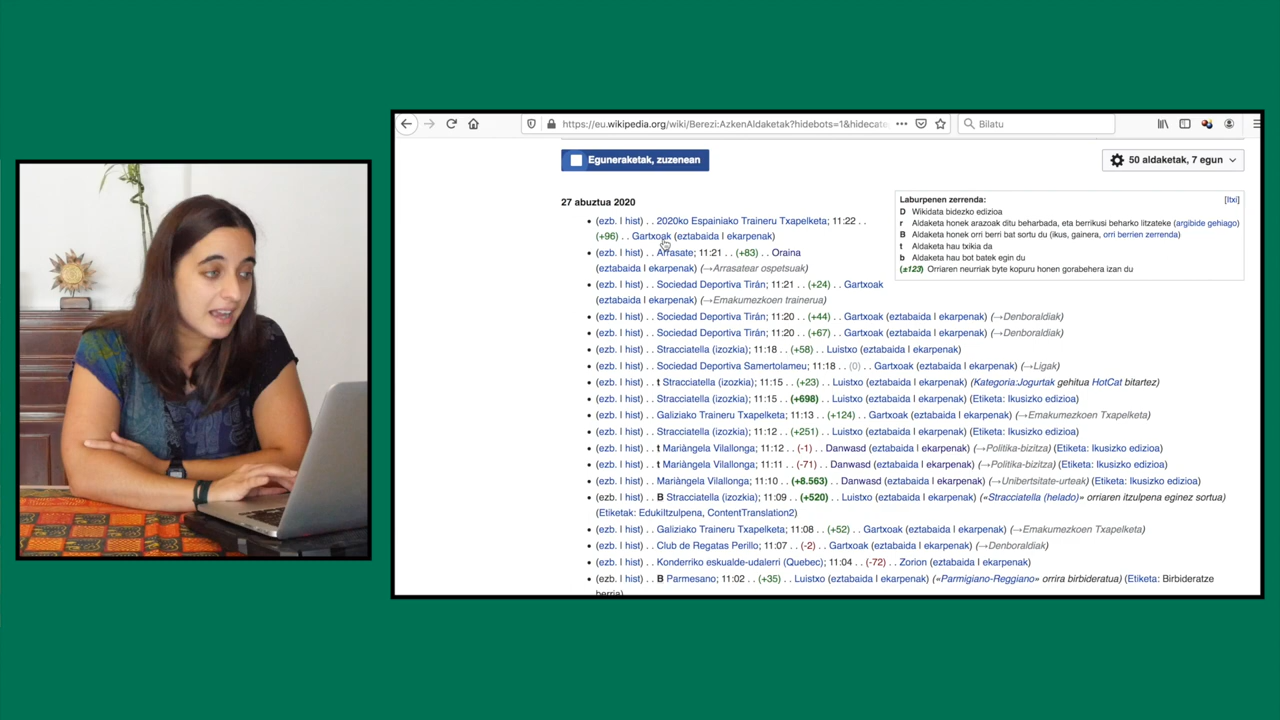 https://eu.wikipedia.org/wiki/Berezi:AzkenAldaketak?hidebots=1&hidecate
Bilatu
Eguneraketak, zuzenean
50 aldaketak, 7 egun
27 abuztua 2020
Laburpenen zerrenda: [Itxi]
D Wikidata bidezko edizioa
r Aldaketa honek arazoak ditu beharbada, eta berrikusi beharko litzateke (argibide gehiago)
B Aldaketa honek orri berri bat sortu du (ikus, gainera, orri berrien zerrenda)
t Aldaketa hau txikia da
b Aldaketa hau bot batek egin du
(±123) Orriaren neurriak byte kopuru honen gorabehera izan du
(ezb. | hist) . . 2020ko Espainiako Traineru Txapelketa; 11:22 . .
(+96) . . Gartxoak (eztabaida | ekarpenak)
(ezb. | hist) . . Arrasate; 11:21 . . (+83) . . Oraina
(eztabaida | ekarpenak) (→Arrasatear ospetsuak)
(ezb. | hist) . . Sociedad Deportiva Tirán; 11:21 . . (+24) . . Gartxoak
(eztabaida | ekarpenak) (→Emakumezkoen trainerua)
(ezb. | hist) . . Sociedad Deportiva Tirán; 11:20 . . (+44) . . Gartxoak (eztabaida | ekarpenak) (→Denboraldiak)
(ezb. | hist) . . Sociedad Deportiva Tirán; 11:20 . . (+67) . . Gartxoak (eztabaida | ekarpenak) (→Denboraldiak)
(ezb. | hist) . . Stracciatella (izozkia); 11:18 . . (+58) . . Luistxo (eztabaida | ekarpenak)
(ezb. | hist) . . Sociedad Deportiva Samertolameu; 11:18 . . (0) . . Gartxoak (eztabaida | ekarpenak) (→Ligak)
(ezb. | hist) . . t Stracciatella (izozkia); 11:15 . . (+23) . . Luistxo (eztabaida | ekarpenak) (Kategoria:Jogurtak gehitua HotCat bitartez)
(ezb. | hist) . . Stracciatella (izozkia); 11:15 . . (+698) . . Luistxo (eztabaida | ekarpenak) (Etiketa: Ikusizko edizioa)
(ezb. | hist) . . Galiziako Traineru Txapelketa; 11:13 . . (+124) . . Gartxoak (eztabaida | ekarpenak) (→Emakumezkoen Txapelketa)
(ezb. | hist) . . Stracciatella (izozkia); 11:12 . . (+251) . . Luistxo (eztabaida | ekarpenak) (Etiketa: Ikusizko edizioa)
(ezb. | hist) . . t Mariàngela Vilallonga; 11:12 . . (-1) . . Danwasd (eztabaida | ekarpenak) (→Politika-bizitza) (Etiketa: Ikusizko edizioa)
(ezb. | hist) . . t Mariàngela Vilallonga; 11:11 . . (-71) . . Danwasd (eztabaida | ekarpenak) (→Politika-bizitza) (Etiketa: Ikusizko edizioa)
(ezb. | hist) . . Mariàngela Vilallonga; 11:10 . . (+8.563) . . Danwasd (eztabaida | ekarpenak) (→Unibertsitate-urteak) (Etiketa: Ikusizko edizioa)
(ezb. | hist) . . B Stracciatella (izozkia); 11:09 . . (+520) . . Luistxo (eztabaida | ekarpenak) («Stracciatella (helado)» orriaren itzulpena eginez sortua)
(Etiketak: Edukiltzulpena, ContentTranslation2)
(ezb. | hist) . . Galiziako Traineru Txapelketa; 11:08 . . (+52) . . Gartxoak (eztabaida | ekarpenak) (→Emakumezkoen Txapelketa)
(ezb. | hist) . . Club de Regatas Perillo; 11:07 . . (-2) . . Gartxoak (eztabaida | ekarpenak) (→Denboraldiak)
(ezb. | hist) . . Konderriko eskualde-udalerri (Quebec); 11:04 . . (-72) . . Zorion (eztabaida | ekarpenak)
(ezb. | hist) . . B Parmesano; 11:02 . . (+35) . . Luistxo (eztabaida | ekarpenak) («Parmigiano-Reggiano» orrira birbideratua) (Etiketa: Birbideratze
berria)